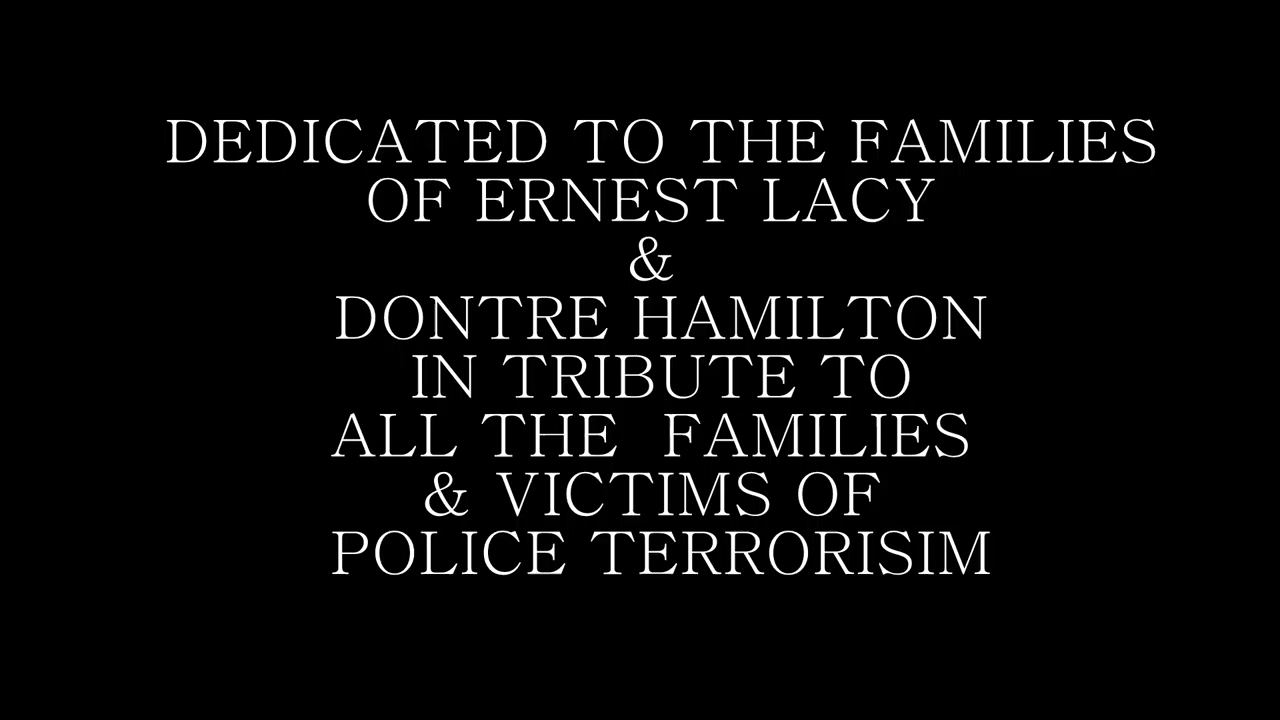 DEDICATED TO THE FAMILIES
OF ERNEST LACY
&
DONTRE HAMILTON
IN TRIBUTE TO
ALL THE  FAMILIES
& VICTIMS OF
POLICE TERRORISIM